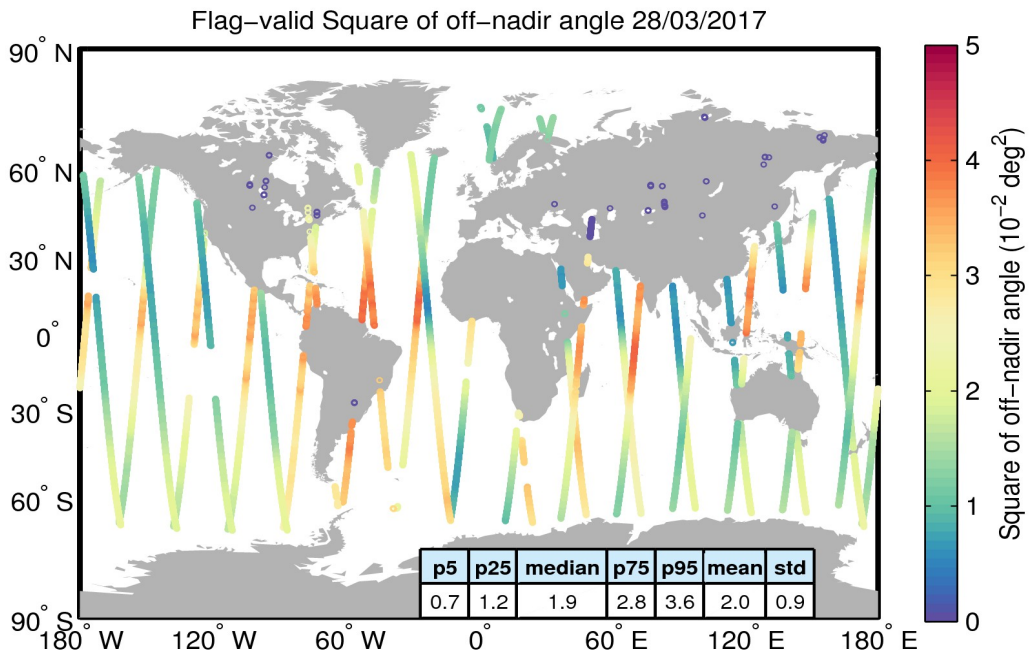 Flag−valid Square of off−nadir angle 28/03/2017
90° N
60° N
30° N
0°
30° S
60° S
90° S
180° W
120° W
60° W
0°
60° E
120° E
180° E
p5 p25 median p75 p95 mean std
0.7 1.2 1.9 2.8 3.6 2.0 0.9
5
4
3
2
1
0
Square of off−nadir angle (10⁻² deg²)